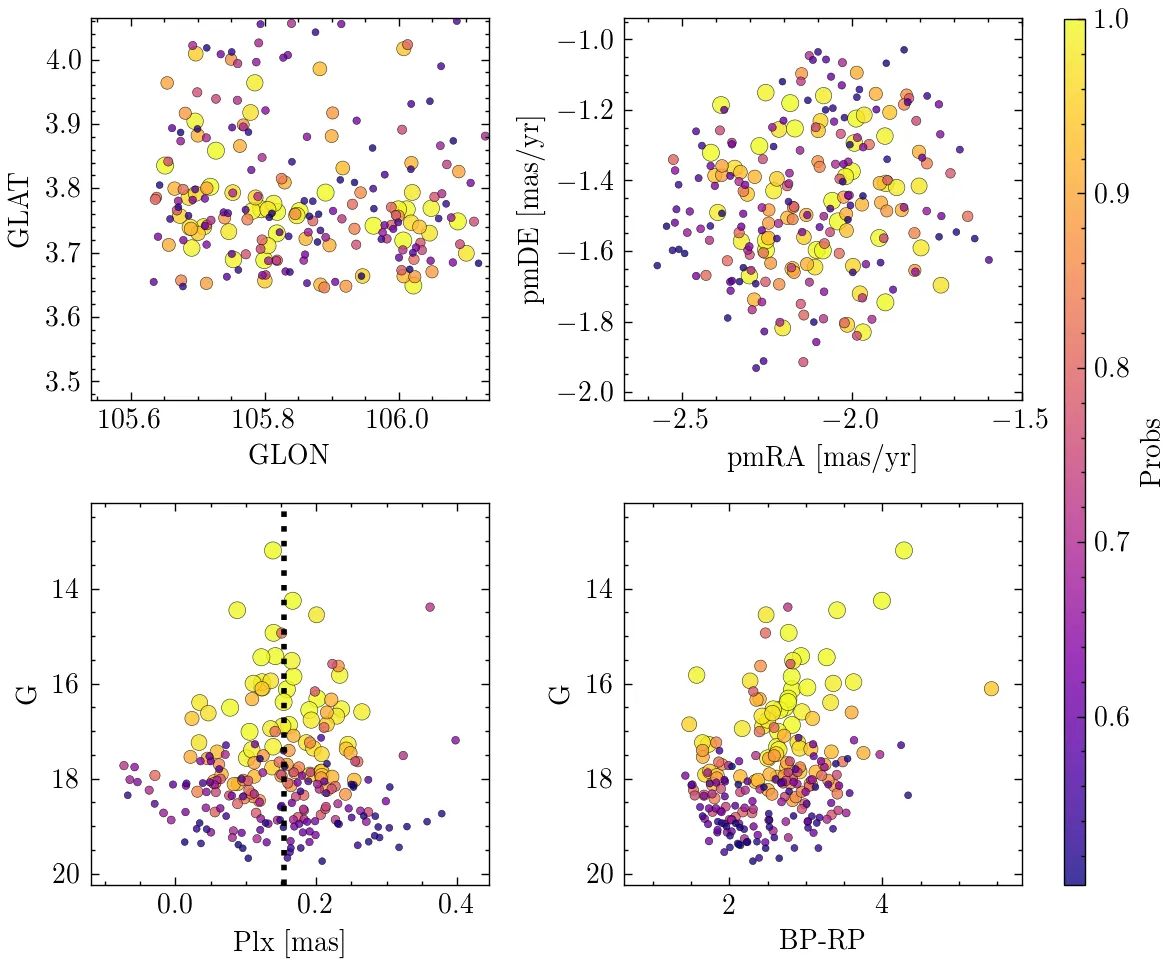 4.0
3.9
3.8
3.7
3.6
3.5
GLAT
105.6 105.8 106.0
GLON
−1.0
−1.2
−1.4
−1.6
−1.8
−2.0
pmDE [mas/yr]
−2.5 −2.0 −1.5
pmRA [mas/yr]
1.0
0.9
0.8
0.7
0.6
Probs
14
16
18
20
G
0.0 0.2 0.4
Plx [mas]
14
16
18
20
G
2 4
BP-RP